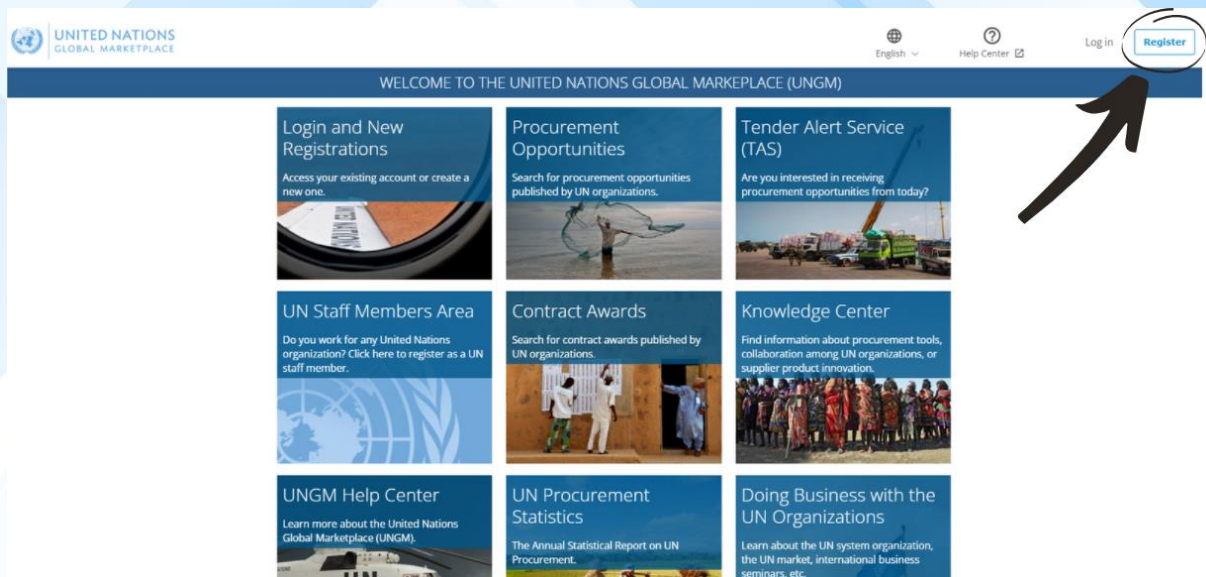 UNITED NATIONS
GLOBAL MARKETPLACE
English
Help Center
Log in
Register
WELCOME TO THE UNITED NATIONS GLOBAL MARKEPLACE (UNGM)
Login and New
Registrations
Access your existing account or create a
new one.
Procurement
Opportunities
Search for procurement opportunities
published by UN organizations.
Tender Alert Service
(TAS)
Are you interested in receiving
procurement opportunities from today?
UN Staff Members Area
Do you work for any United Nations
organization? Click here to register as a UN
staff member.
Contract Awards
Search for contract awards published by
UN organizations.
Knowledge Center
Find information about procurement tools,
collaboration among UN organizations, or
supplier product innovation.
UNGM Help Center
Learn more about the United Nations
Global Marketplace (UNGM).
UN
UN Procurement
Statistics
The Annual Statistical Report on UN
Procurement.
Doing Business with the
UN Organizations
Learn about the UN system organization,
the UN market, international business
seminars, etc.